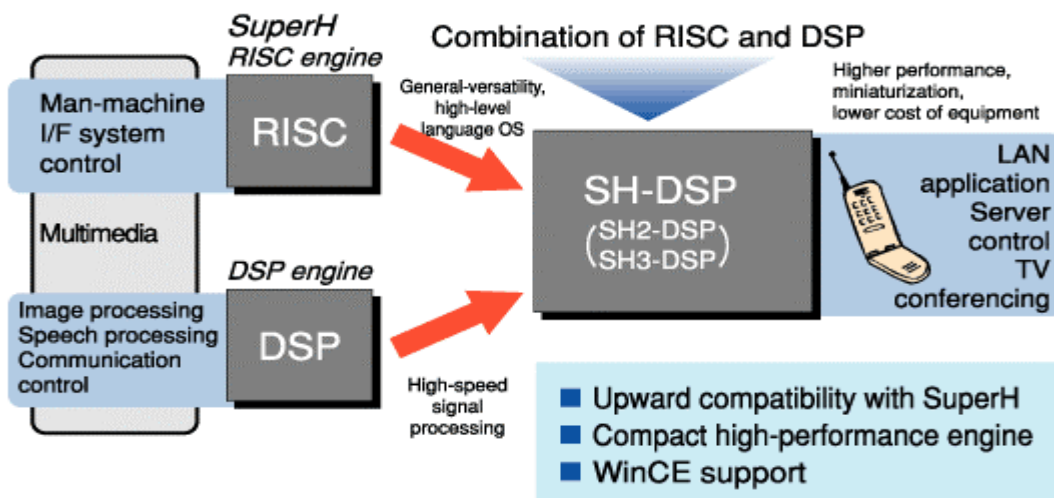 SuperH
RISC engine
Combination of RISC and DSP
Man-machine
I/F system
control
RISC
General-versatility,
high-level
language OS
Higher performance,
miniaturization,
lower cost of equipment
Multimedia
SH-DSP
(SH2-DSP
SH3-DSP)
LAN
application
Server
control
TV
conferencing
DSP engine
Image processing
Speech processing
Communication
control
DSP
High-speed
signal
processing
Upward compatibility with SuperH
Compact high-performance engine
WinCE support